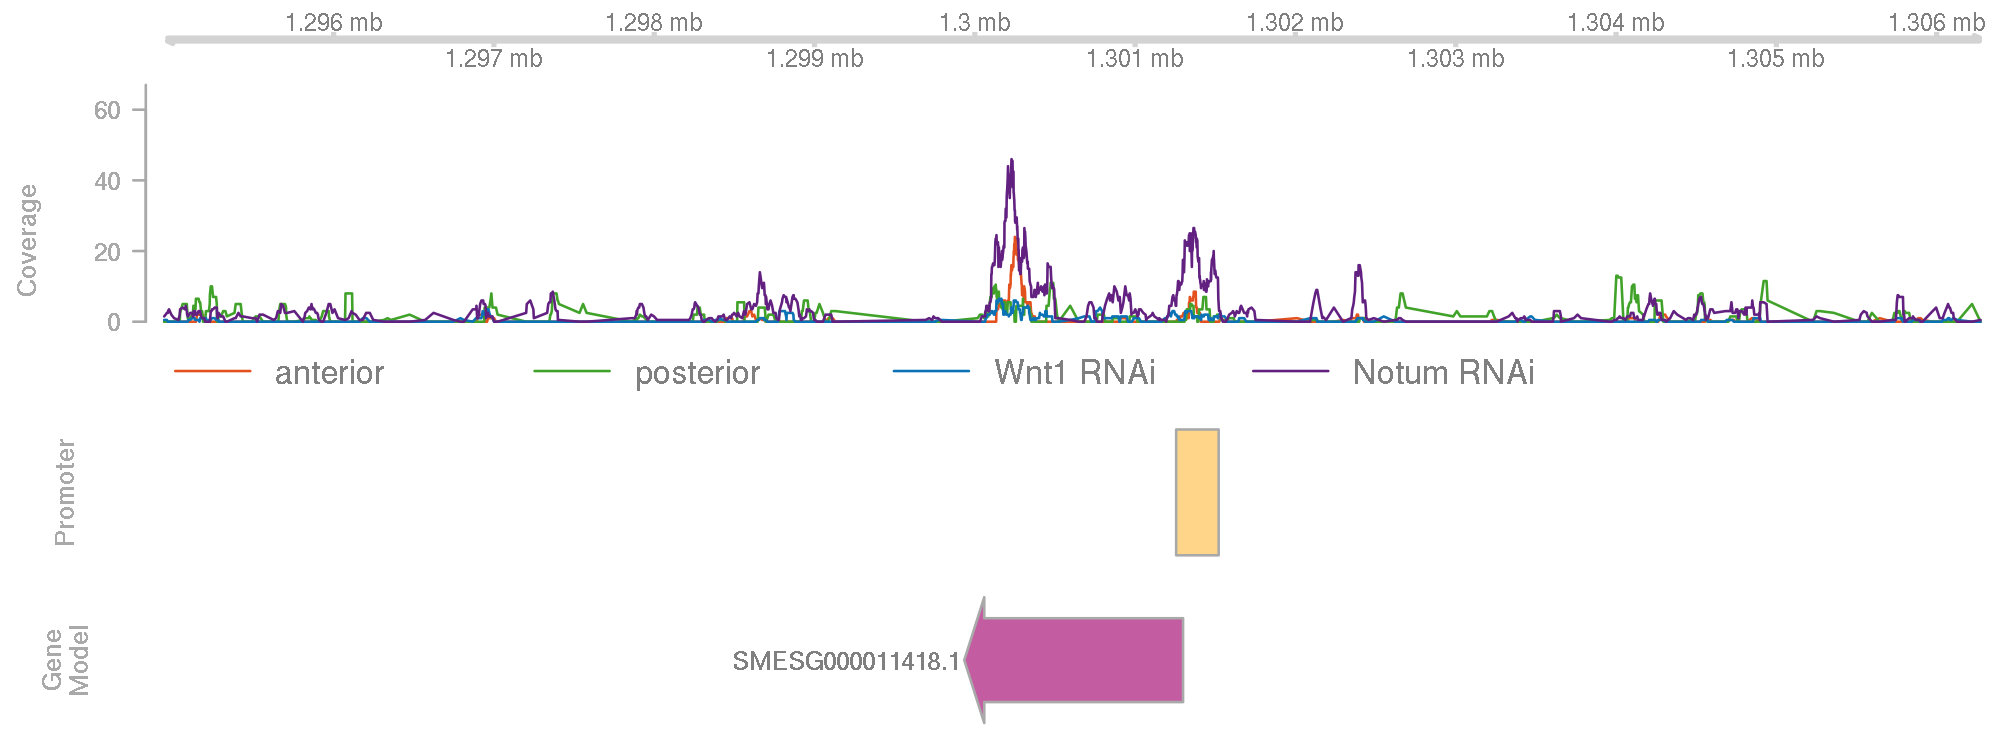 1.296 mb 1.298 mb 1.3 mb 1.302 mb 1.304 mb 1.306 mb
1.297 mb 1.299 mb 1.301 mb 1.303 mb 1.305 mb
Coverage
60
40
20
0
anterior posterior Wnt1 RNAi Notum RNAi
Promoter
Gene
Model
SMESG000011418.1